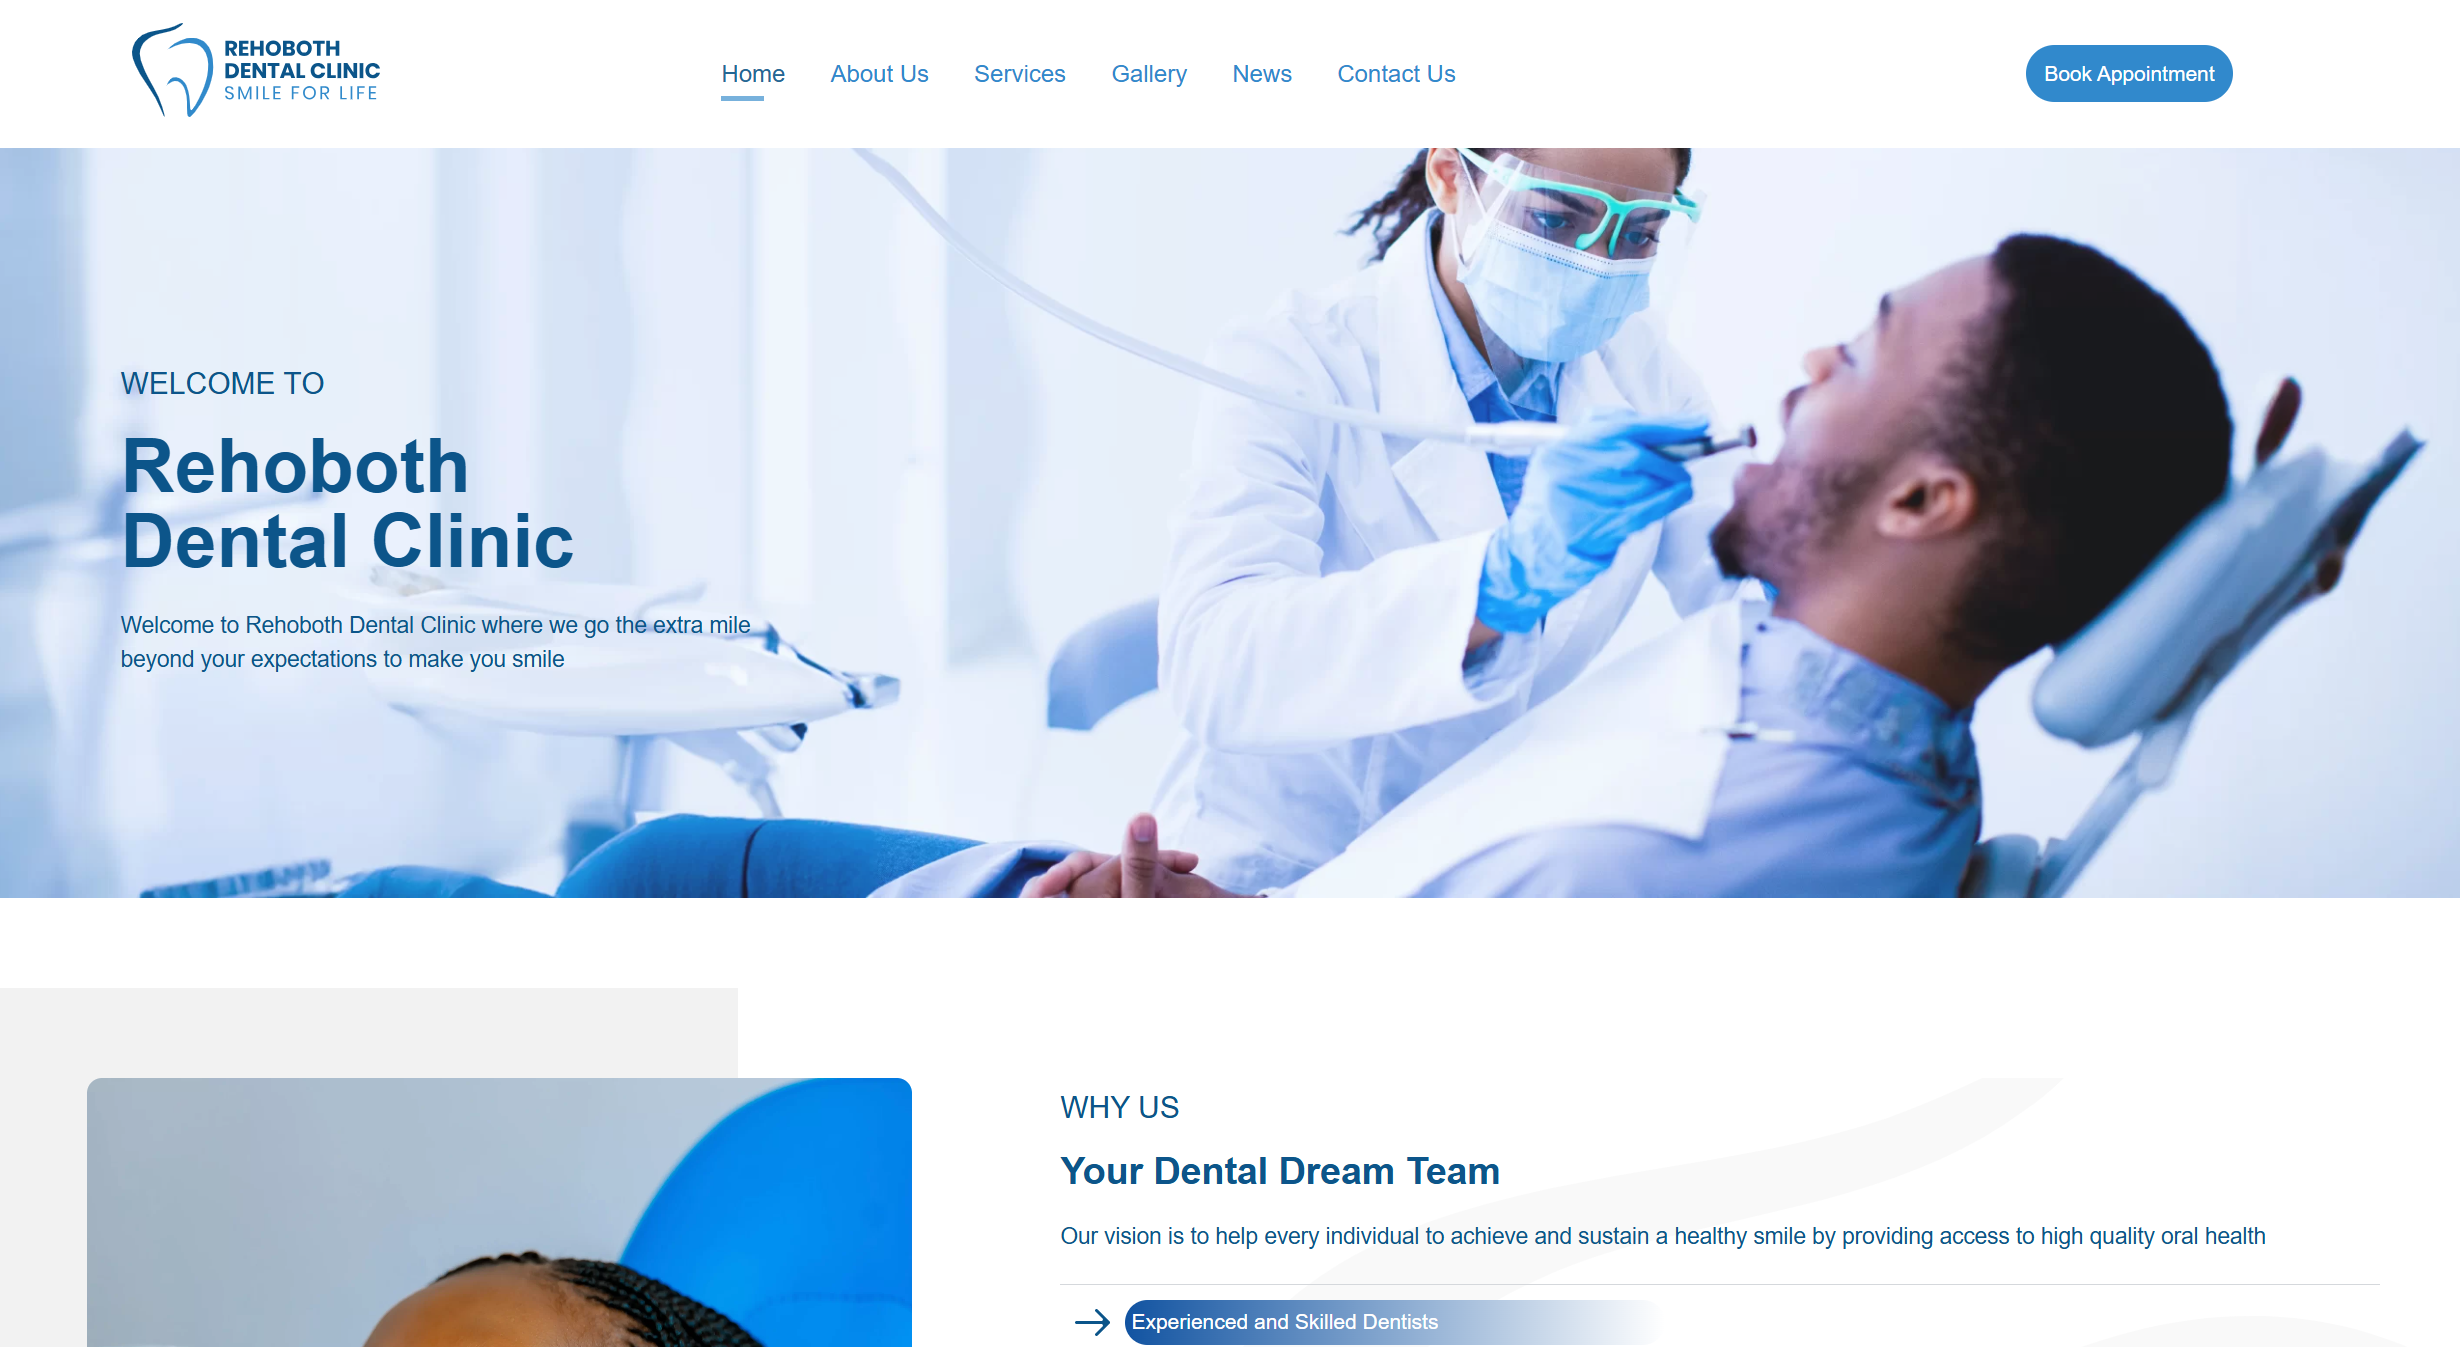 REHOBOTH
DENTAL CLINIC
SMILE FOR LIFE
Home
About Us
Services
Gallery
News
Contact Us
Book Appointment
WELCOME TO
Rehoboth
Dental Clinic
Welcome to Rehoboth Dental Clinic where we go the extra mile
beyond your expectations to make you smile
WHY US
Your Dental Dream Team
Our vision is to help every individual to achieve and sustain a healthy smile by providing access to high quality oral health
Experienced and Skilled Dentists